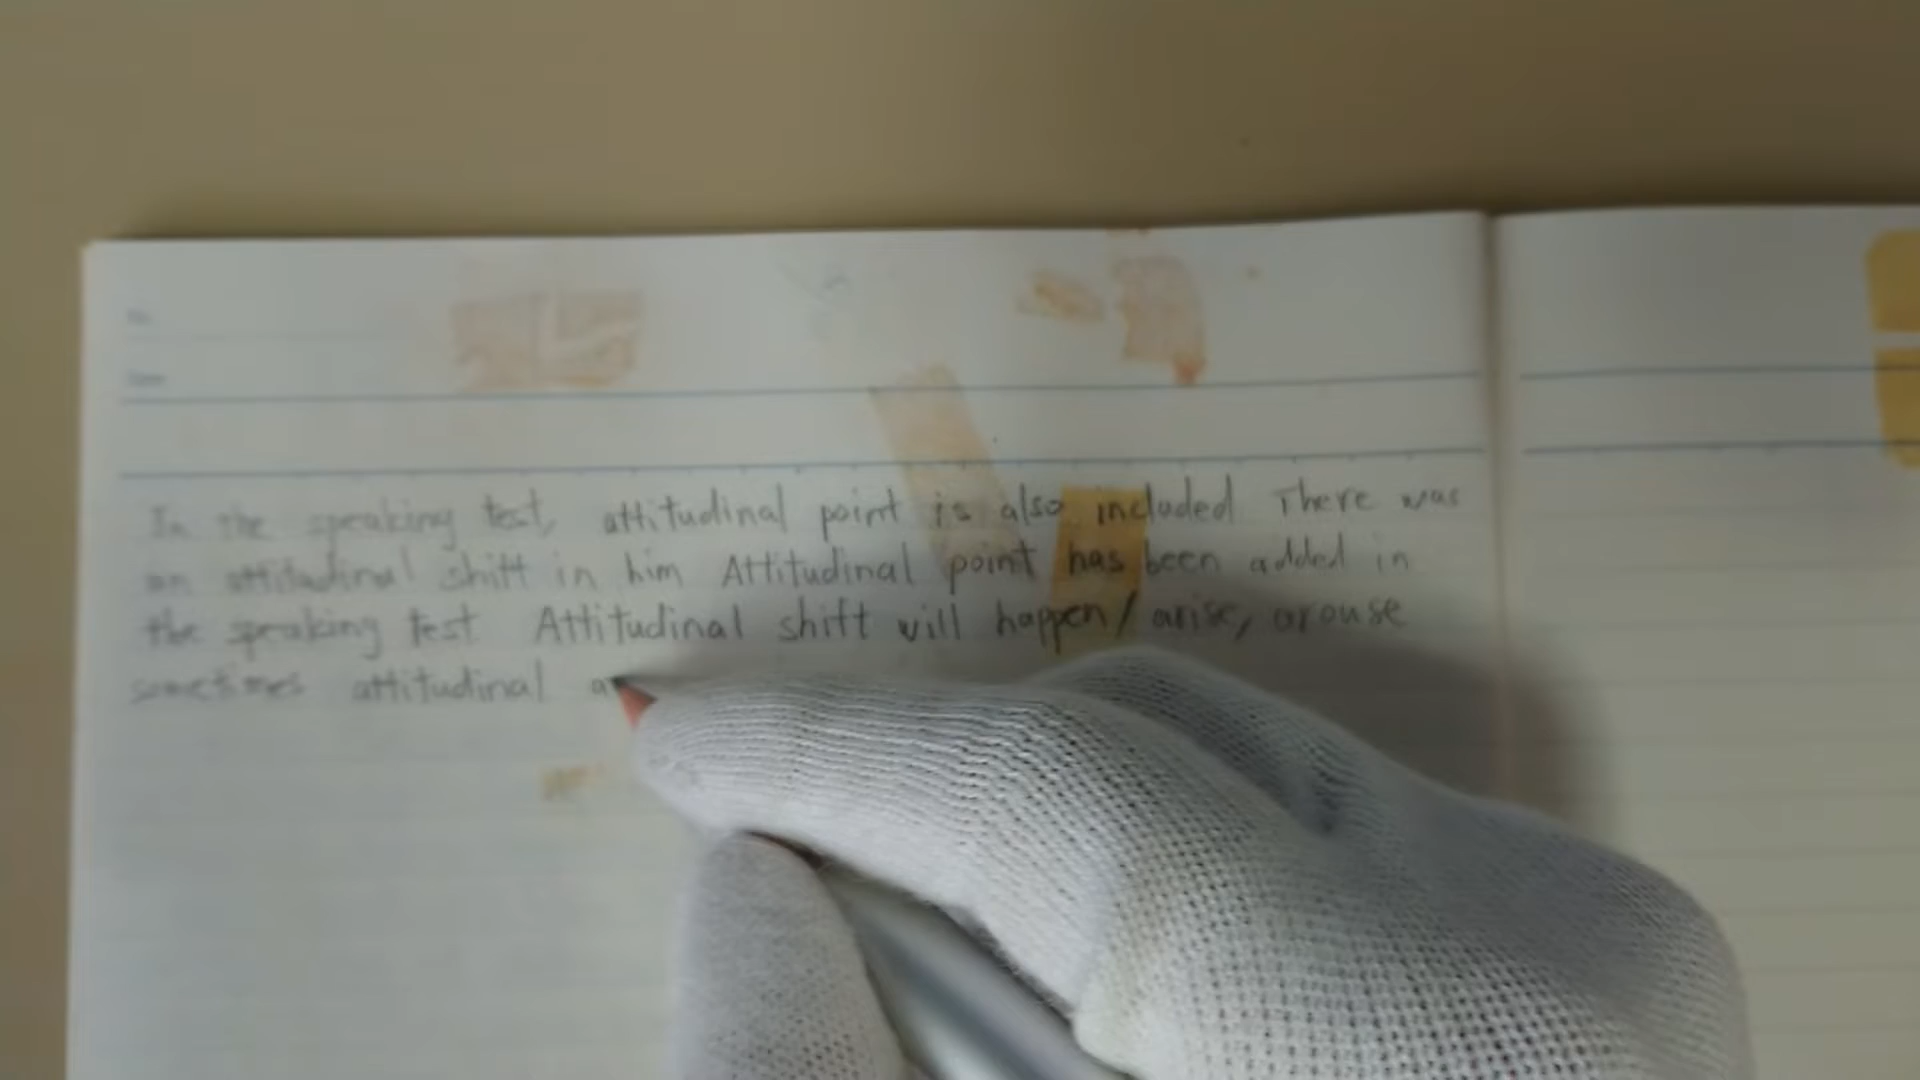 In the speaking test, attitudinal point is also included There was
an attitudinal shift in him Attitudinal point has been added in
the speaking test Attitudinal shift will happen/ arise, arouse
sometimes attitudinal a